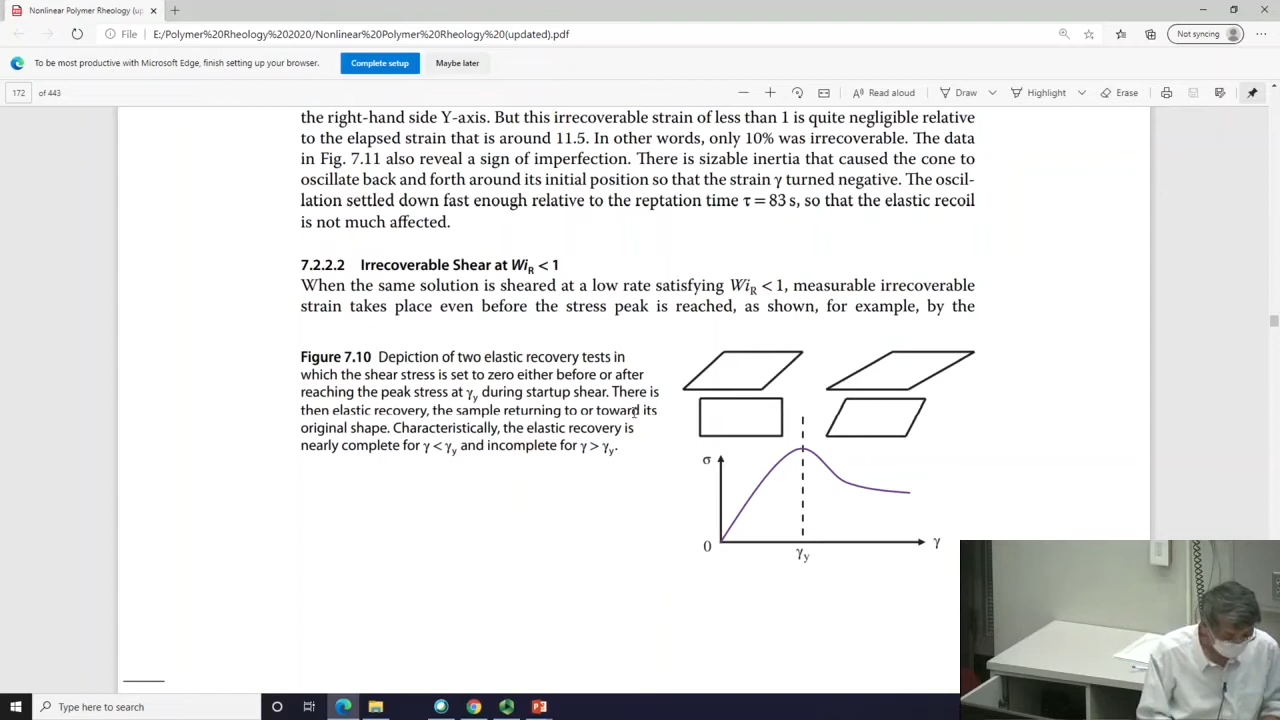 Nonlinear Polymer Rheology (up
File E:/Polymer%20Rheology%202020/Nonlinear%20Polymer%20Rheology%20(updated).pdf
Not syncing
To be most productive with Microsoft Edge, finish setting up your browser.
Complete setup
Maybe later
172 of 443
Read aloud
Draw
Highlight
Erase
the right-hand side Y-axis. But this irrecoverable strain of less than 1 is quite negligible relative
to the elapsed strain that is around 11.5. In other words, only 10% was irrecoverable. The data
in Fig. 7.11 also reveal a sign of imperfection. There is sizable inertia that caused the cone to
oscillate back and forth around its initial position so that the strain γ turned negative. The oscil-
lation settled down fast enough relative to the reptation time τ = 83 s, so that the elastic recoil
is not much affected.
7.2.2.2 Irrecoverable Shear at WiR < 1
When the same solution is sheared at a low rate satisfying WiR < 1, measurable irrecoverable
strain takes place even before the stress peak is reached, as shown, for example, by the
Figure 7.10 Depiction of two elastic recovery tests in
which the shear stress is set to zero either before or after
reaching the peak stress at γy during startup shear. There is
then elastic recovery, the sample returning to or toward its
original shape. Characteristically, the elastic recovery is
nearly complete for γ < γy and incomplete for γ > γy.
σ
0
γy
γ
Type here to search